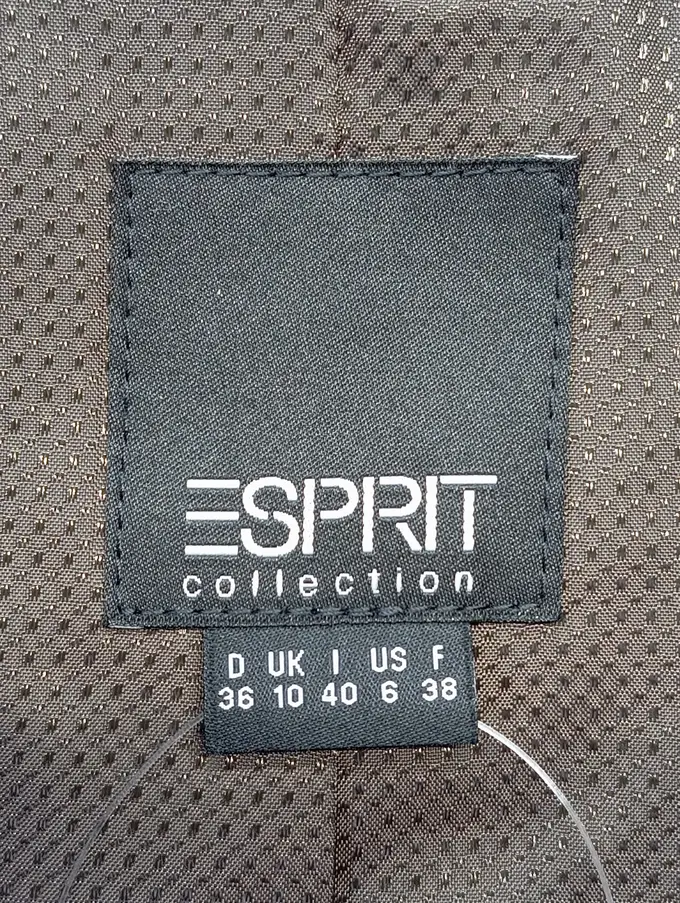 ESPRIT
collection
D UK I US F
36 10 40 6 38